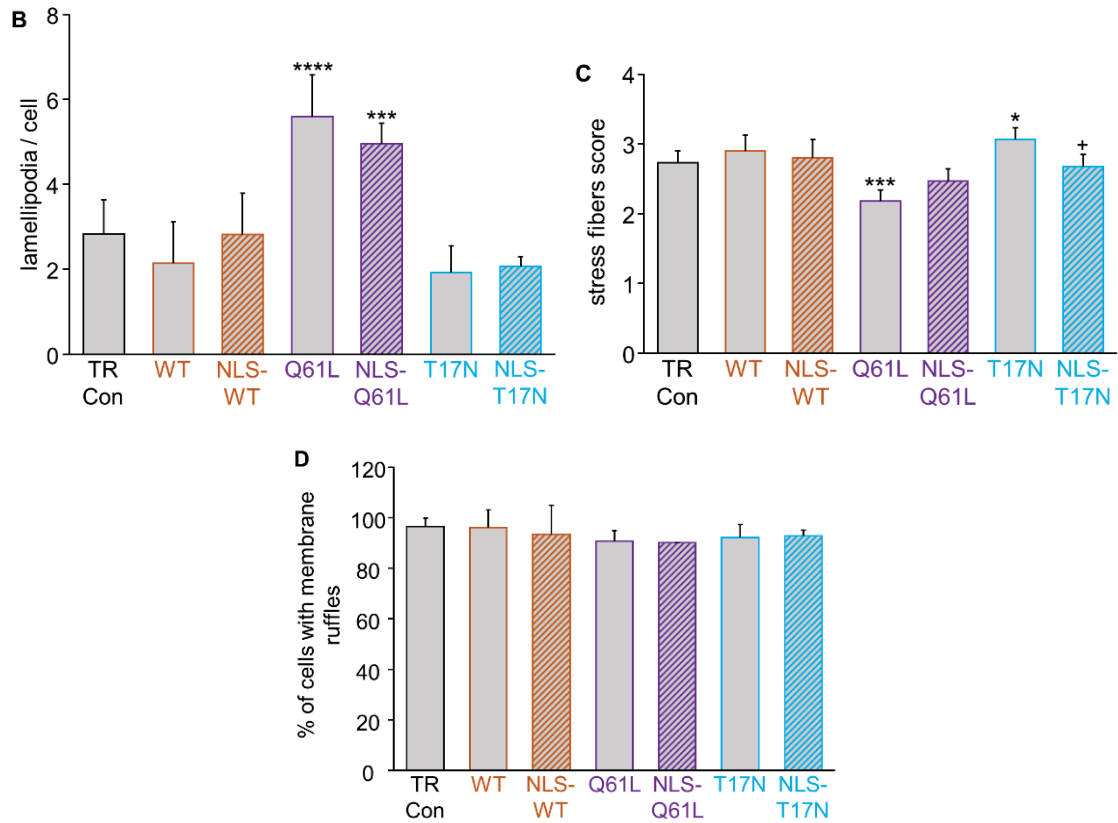 B
lamellipodia / cell
8
6
4
2
0
****
***
TR Con
WT
NLS-WT
Q61L
NLS-Q61L
T17N
NLS-T17N
C
stress fibers score
4
3
2
1
0
***
*
+
TR Con
WT
NLS-WT
Q61L
NLS-Q61L
T17N
NLS-T17N
D
% of cells with membrane
ruffles
120
100
80
60
40
20
0
TR Con
WT
NLS-WT
Q61L
NLS-Q61L
T17N
NLS-T17N